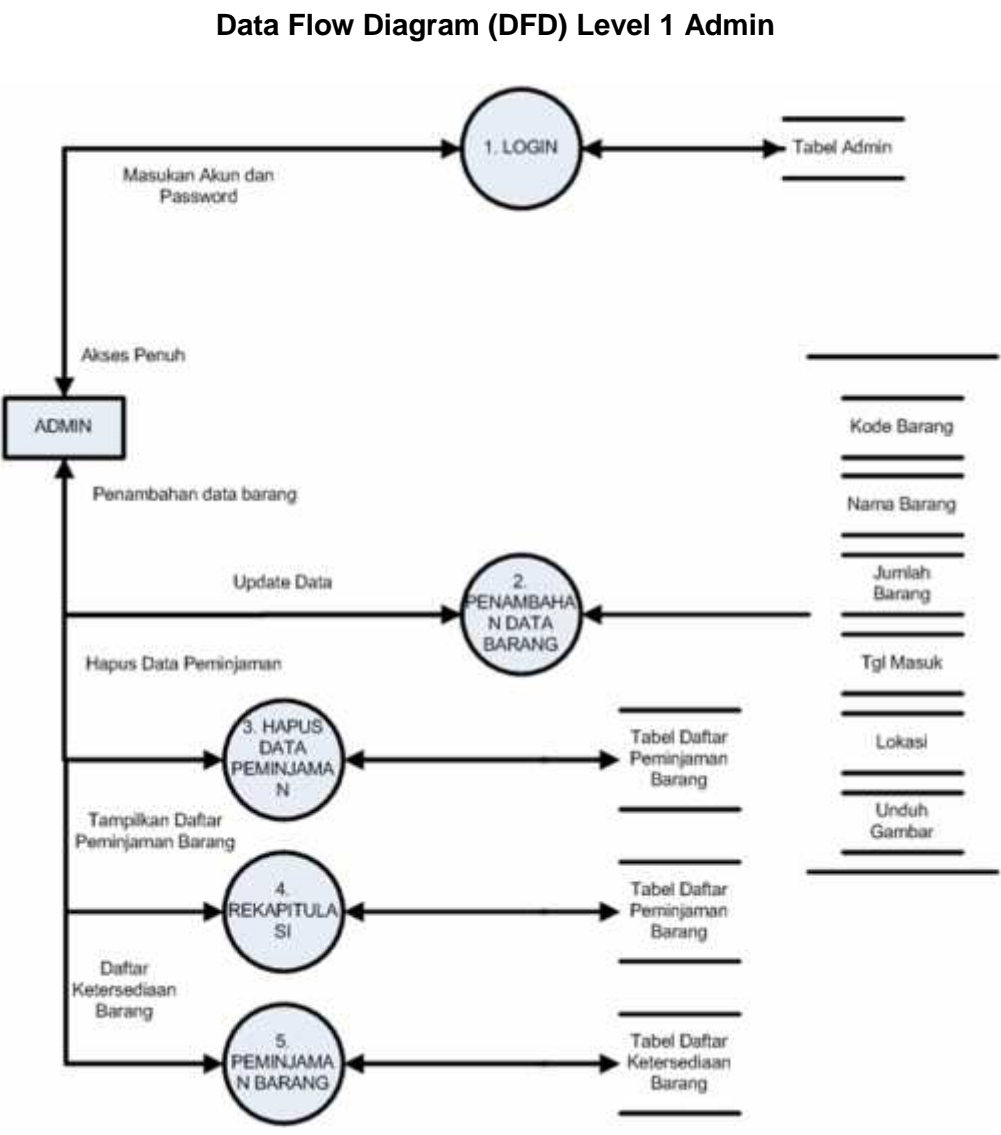 Data Flow Diagram (DFD) Level 1 Admin
1. LOGIN
Tabel Admin
Masukan Akun dan
Password
Akses Penuh
ADMIN
Kode Barang
Penambahan data barang
Nama Barang
Update Data
2.
PENAMBAHA
N DATA
BARANG
Jumlah
Barang
Hapus Data Peminjaman
Tgl Masuk
3. HAPUS
DATA
PEMINJAMA
N
Tabel Daftar
Peminjaman
Barang
Lokasi
Unduh
Gambar
Tampilkan Daftar
Peminjaman Barang
4.
REKAPITULA
SI
Tabel Daftar
Peminjaman
Barang
Daftar
Ketersediaan
Barang
5.
PEMINJAMA
N BARANG
Tabel Daftar
Ketersediaan
Barang